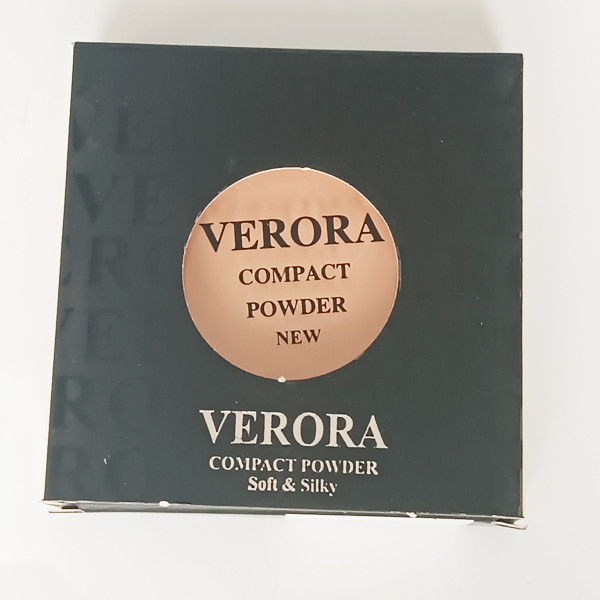 VERORA
COMPACT
POWDER
NEW
VERORA
COMPACT POWDER
Soft & Silky